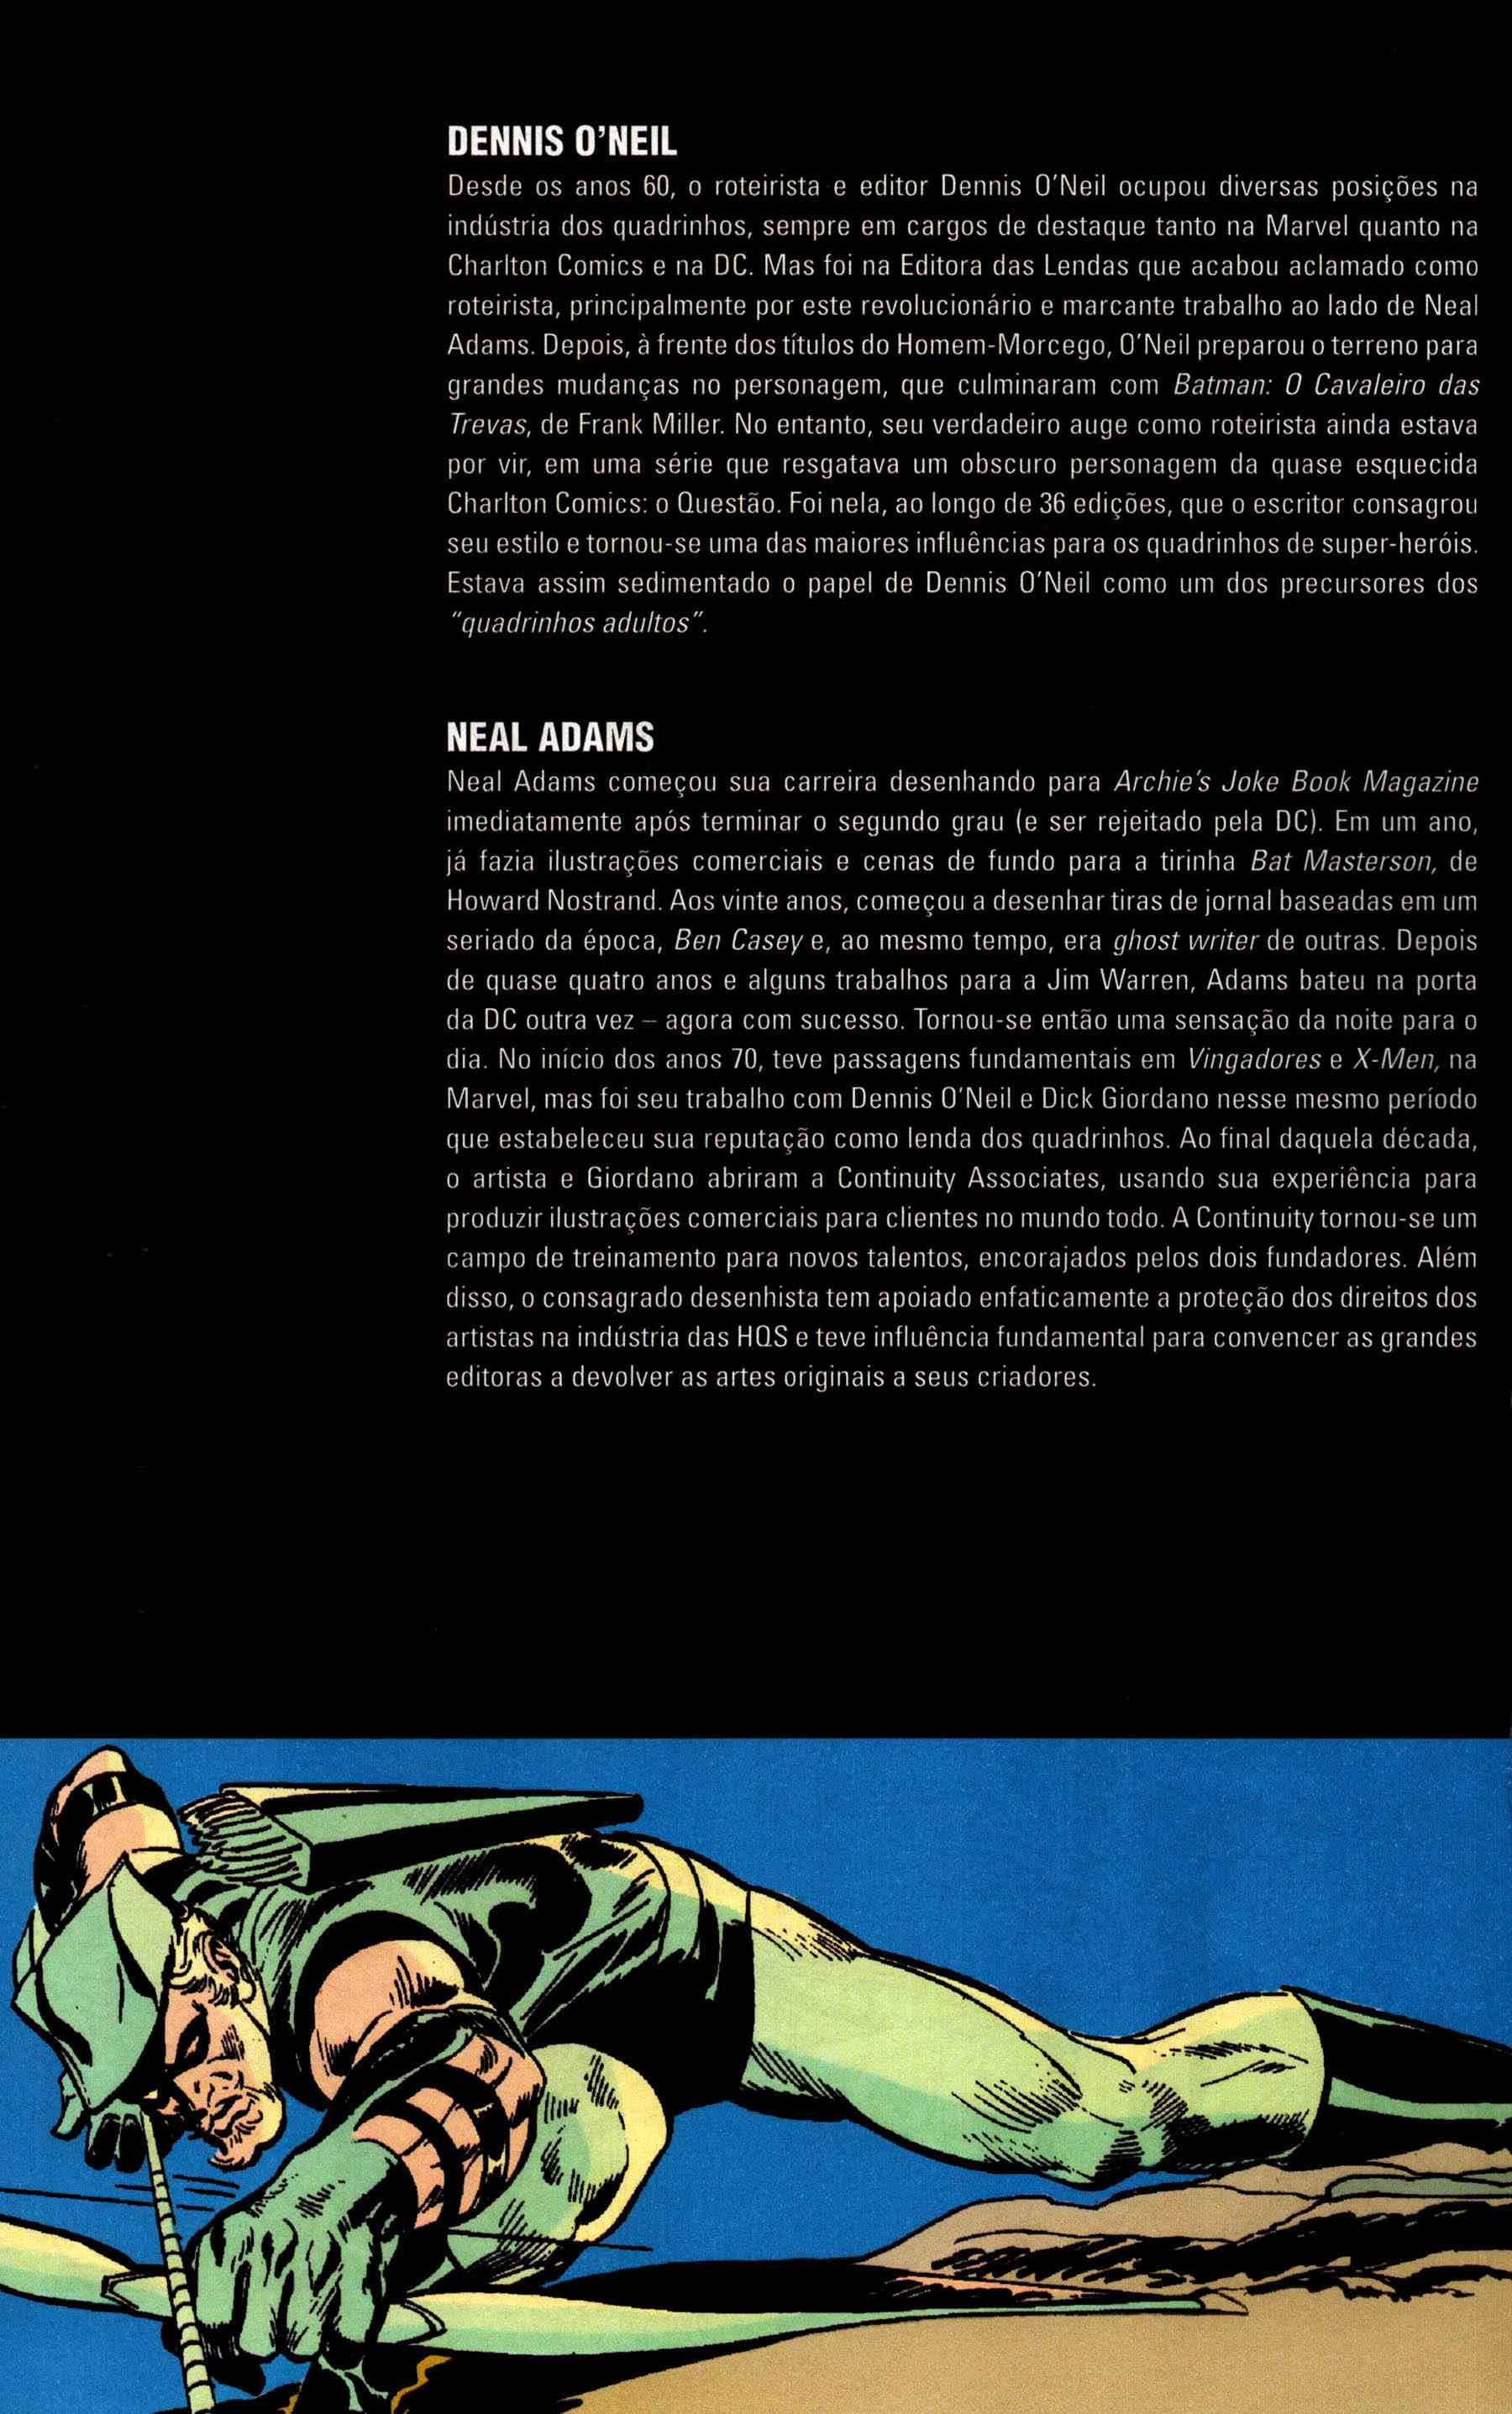 DENNIS O'NEIL
Desde os anos 60, o roteirista e editor Dennis O'Neil ocupou diversas posições na
indústria dos quadrinhos, sempre em cargos de destaque tanto na Marvel quanto na
Charlton Comics e na DC. Mas foi na Editora das Lendas que acabou aclamado como
roteirista, principalmente por este revolucionário e marcante trabalho ao lado de Neal
Adams. Depois, à frente dos títulos do Homem-Morcego, O'Neil preparou o terreno para
grandes mudanças no personagem, que culminaram com Batman: O Cavaleiro das
Trevas, de Frank Miller. No entanto, seu verdadeiro auge como roteirista ainda estava
por vir, em uma série que resgatava um obscuro personagem da quase esquecida
Charlton Comics: o Questão. Foi nela, ao longo de 36 edições, que o escritor consagrou
seu estilo e tornou-se uma das maiores influências para os quadrinhos de super-heróis.
Estava assim sedimentado o papel de Dennis O'Neil como um dos precursores dos
"quadrinhos adultos".
NEAL ADAMS
Neal Adams começou sua carreira desenhando para Archie's Joke Book Magazine
imediatamente após terminar o segundo grau (e ser rejeitado pela DC). Em um ano,
já fazia ilustrações comerciais e cenas de fundo para a tirinha Bat Masterson, de
Howard Nostrand. Aos vinte anos, começou a desenhar tiras de jornal baseadas em um
seriado da época, Ben Casey e, ao mesmo tempo, era ghost writer de outras. Depois
de quase quatro anos e alguns trabalhos para a Jim Warren, Adams bateu na porta
da DC outra vez – agora com sucesso. Tornou-se então uma sensação da noite para o
dia. No início dos anos 70, teve passagens fundamentais em Vingadores e X-Men, na
Marvel, mas foi seu trabalho com Dennis O'Neil e Dick Giordano nesse mesmo período
que estabeleceu sua reputação como lenda dos quadrinhos. Ao final daquela década,
o artista e Giordano abriram a Continuity Associates, usando sua experiência para
produzir ilustrações comerciais para clientes no mundo todo. A Continuity tornou-se um
campo de treinamento para novos talentos, encorajados pelos dois fundadores. Além
disso, o consagrado desenhista tem apoiado enfaticamente a proteção dos direitos dos
artistas na indústria das HQS e teve influência fundamental para convencer as grandes
editoras a devolver as artes originais a seus criadores.